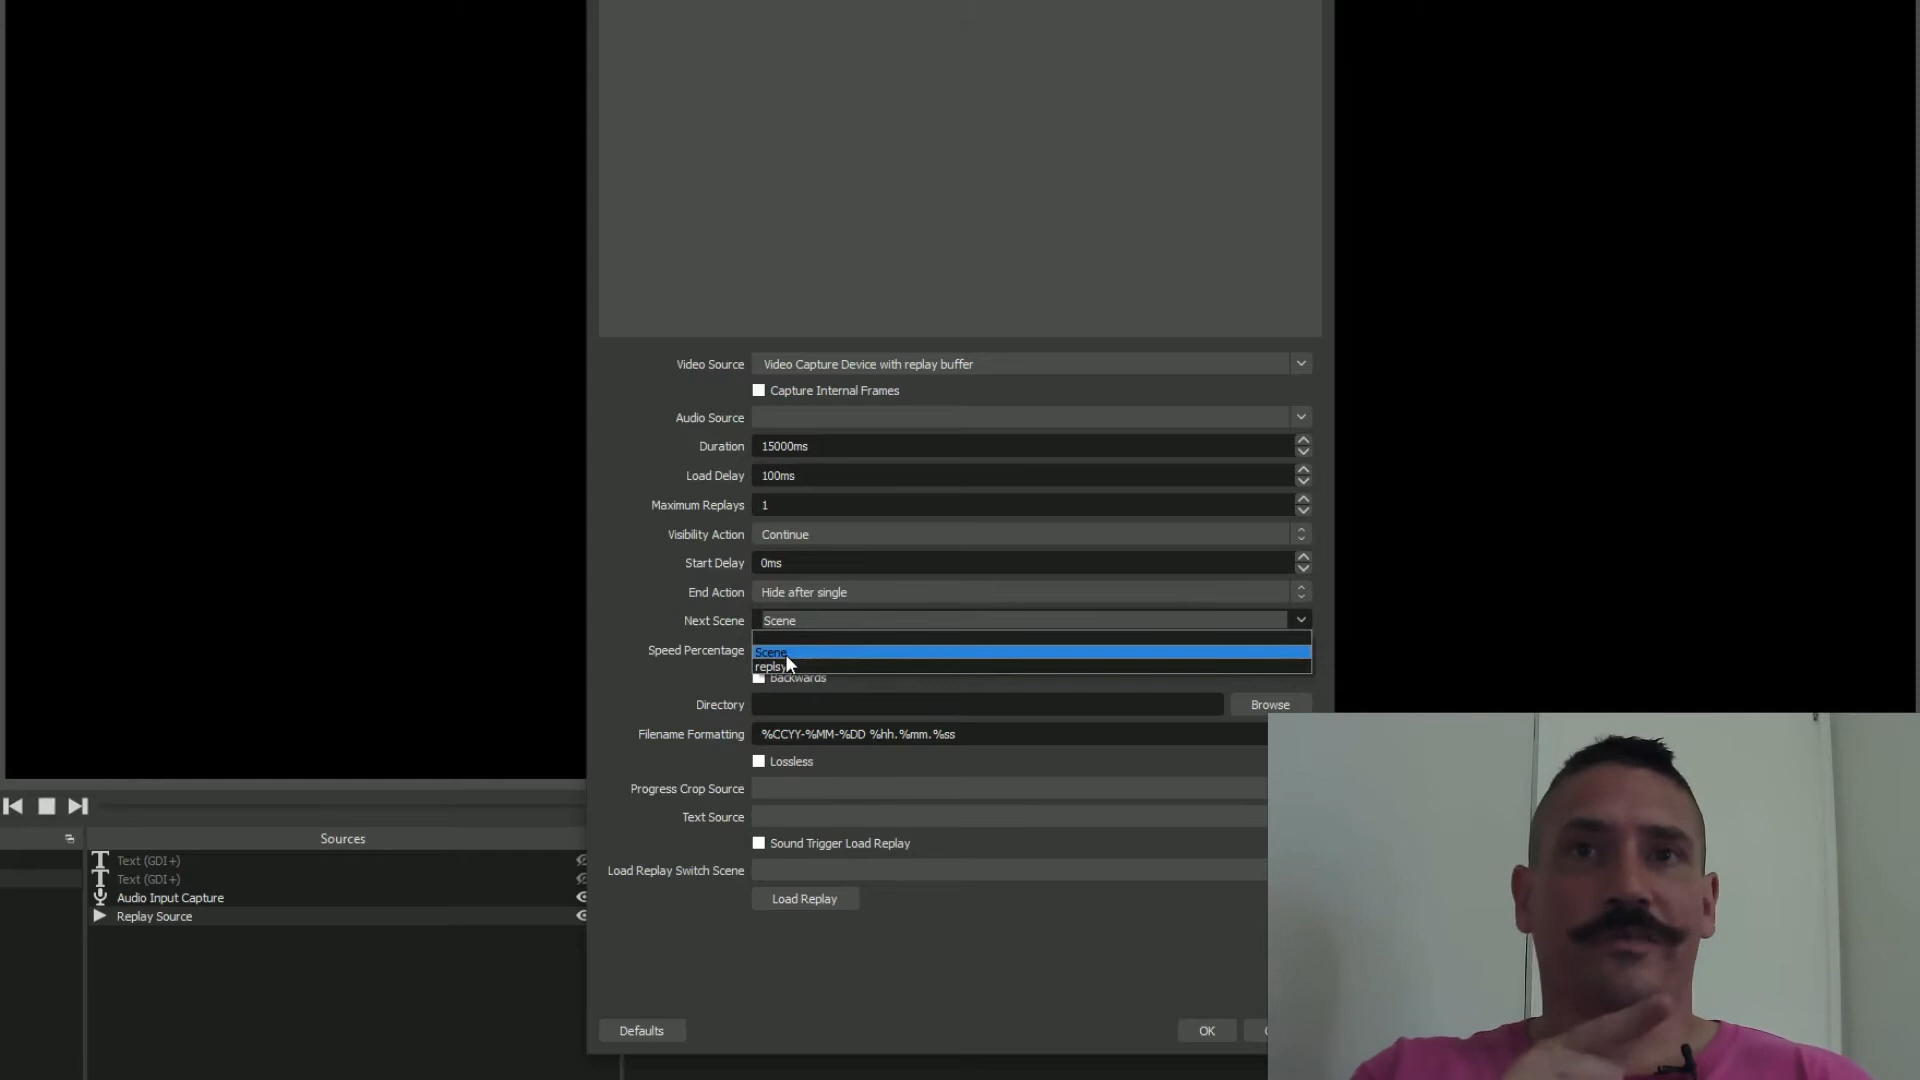 Video Source Video Capture Device with replay buffer
Capture Internal Frames
Audio Source
Duration 15000ms
Load Delay 100ms
Maximum Replays 1
Visibility Action Continue
Start Delay 0ms
End Action Hide after single
Next Scene Scene
Speed Percentage Scene
replsy
Backwards
Directory Browse
Filename Formatting %CCYY-%MM-%DD %hh.%mm.%ss
Lossless
Progress Crop Source
Text Source
Sound Trigger Load Replay
Load Replay Switch Scene
Load Replay
Defaults OK
Sources
Text (GDI+)
Text (GDI+)
Audio Input Capture
Replay Source